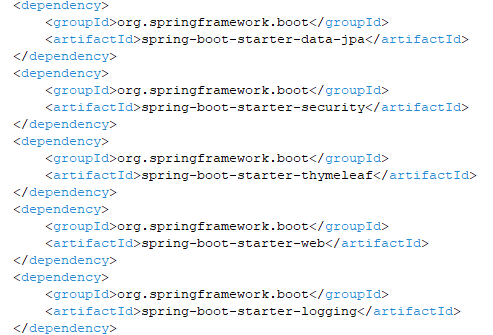 <dependency>
    <groupId>org.springframework.boot</groupId>
    <artifactId>spring-boot-starter-data-jpa</artifactId>
</dependency>
<dependency>
    <groupId>org.springframework.boot</groupId>
    <artifactId>spring-boot-starter-security</artifactId>
</dependency>
<dependency>
    <groupId>org.springframework.boot</groupId>
    <artifactId>spring-boot-starter-thymeleaf</artifactId>
</dependency>
<dependency>
    <groupId>org.springframework.boot</groupId>
    <artifactId>spring-boot-starter-web</artifactId>
</dependency>
<dependency>
    <groupId>org.springframework.boot</groupId>
    <artifactId>spring-boot-starter-logging</artifactId>
</dependency>